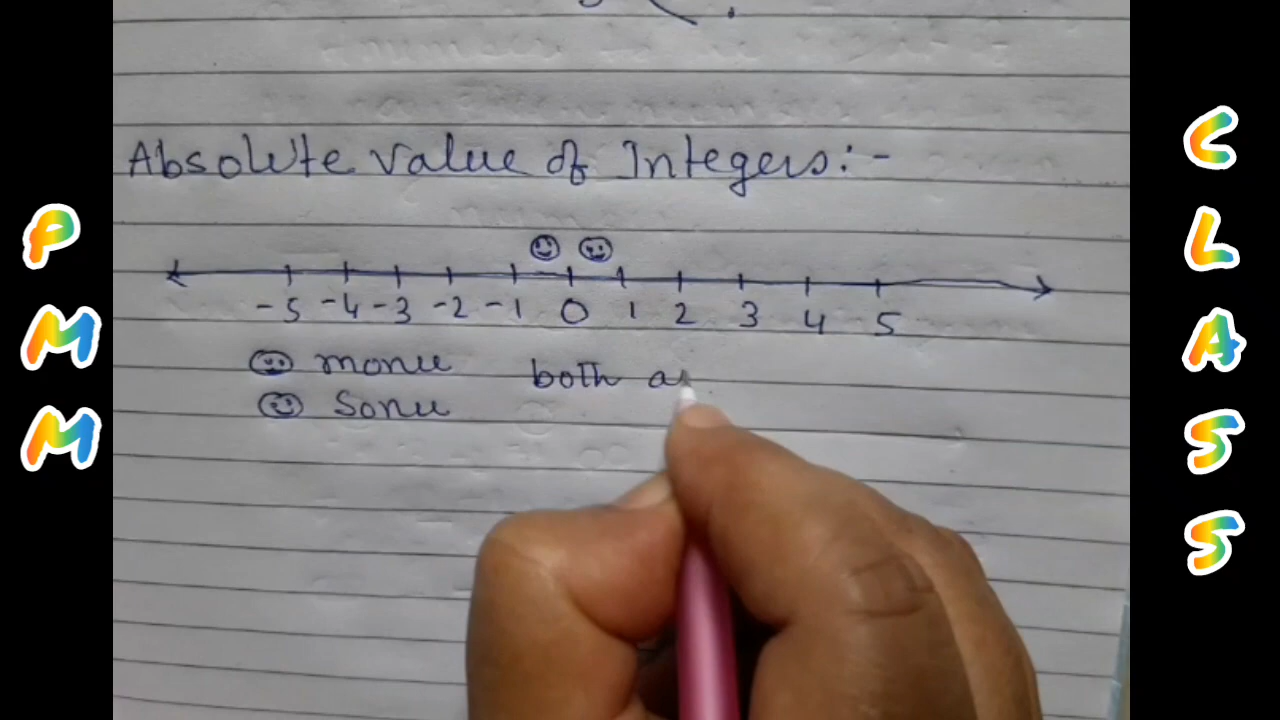 Absolute value of Integers:-
-5 -4 -3 -2 -1 0 1 2 3 4 5
monu both
Sonu
PMM
CLASS